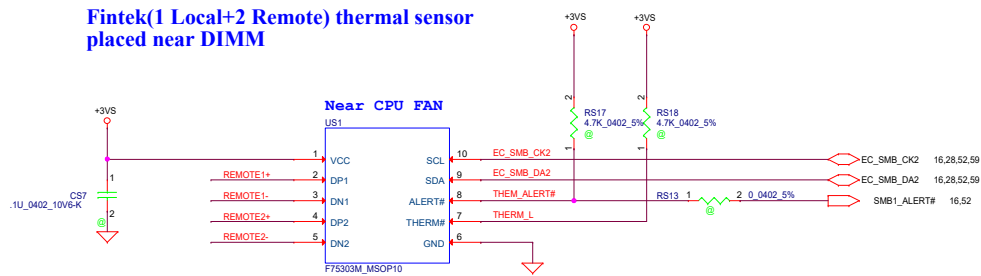 Fintek(1 Local+2 Remote) thermal sensor
placed near DIMM
+3VS
+3VS
Near CPU FAN
US1
+3VS
2
RS17
4.7K_0402_5%
@
1
2
RS18
4.7K_0402_5%
@
1
1
CS7
.1U_0402_10V6-K
2
@
1 VCC
REMOTE1+ 2 DP1
REMOTE1- 3 DN1
REMOTE2+ 4 DP2
REMOTE2- 5 DN2
SCL 10 EC_SMB_CK2
SDA 9 EC_SMB_DA2
ALERT# 8 THEM_ALERT#
THERM# 7 THERM_L
GND 6
F75303M_MSOP10
RS13 1 2 0_0402_5%
@
EC_SMB_CK2 16,28,52,59
EC_SMB_DA2 16,28,52,59
SMB1_ALERT# 16,52